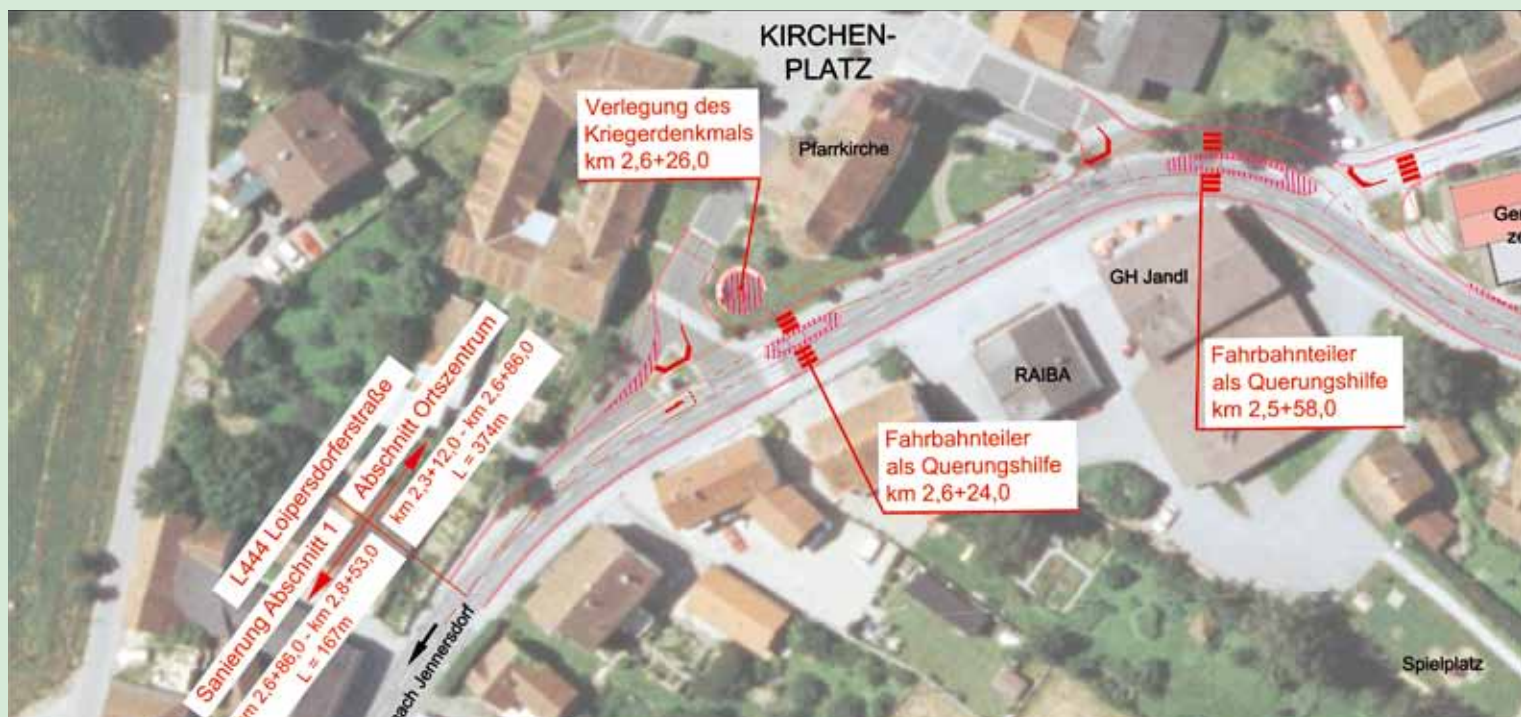 KIRCHEN-
PLATZ
Verlegung des
Kriegerdenkmals
km 2,6+26,0
Pfarrkirche
GH Jandl
RAIBA
Fahrbahnteiler
als Querungshilfe
km 2,5+58,0
Fahrbahnteiler
als Querungshilfe
km 2,6+24,0
L444 Loipersdorferstraße
Abschnitt Ortszentrum
km 2,3+12,0 - km 2,6+86,0
L = 374m
Sanierung Abschnitt 1
km 2,6+86,0 - km 2,8+53,0
L = 167m
nach Jennersdorf
Spielplatz